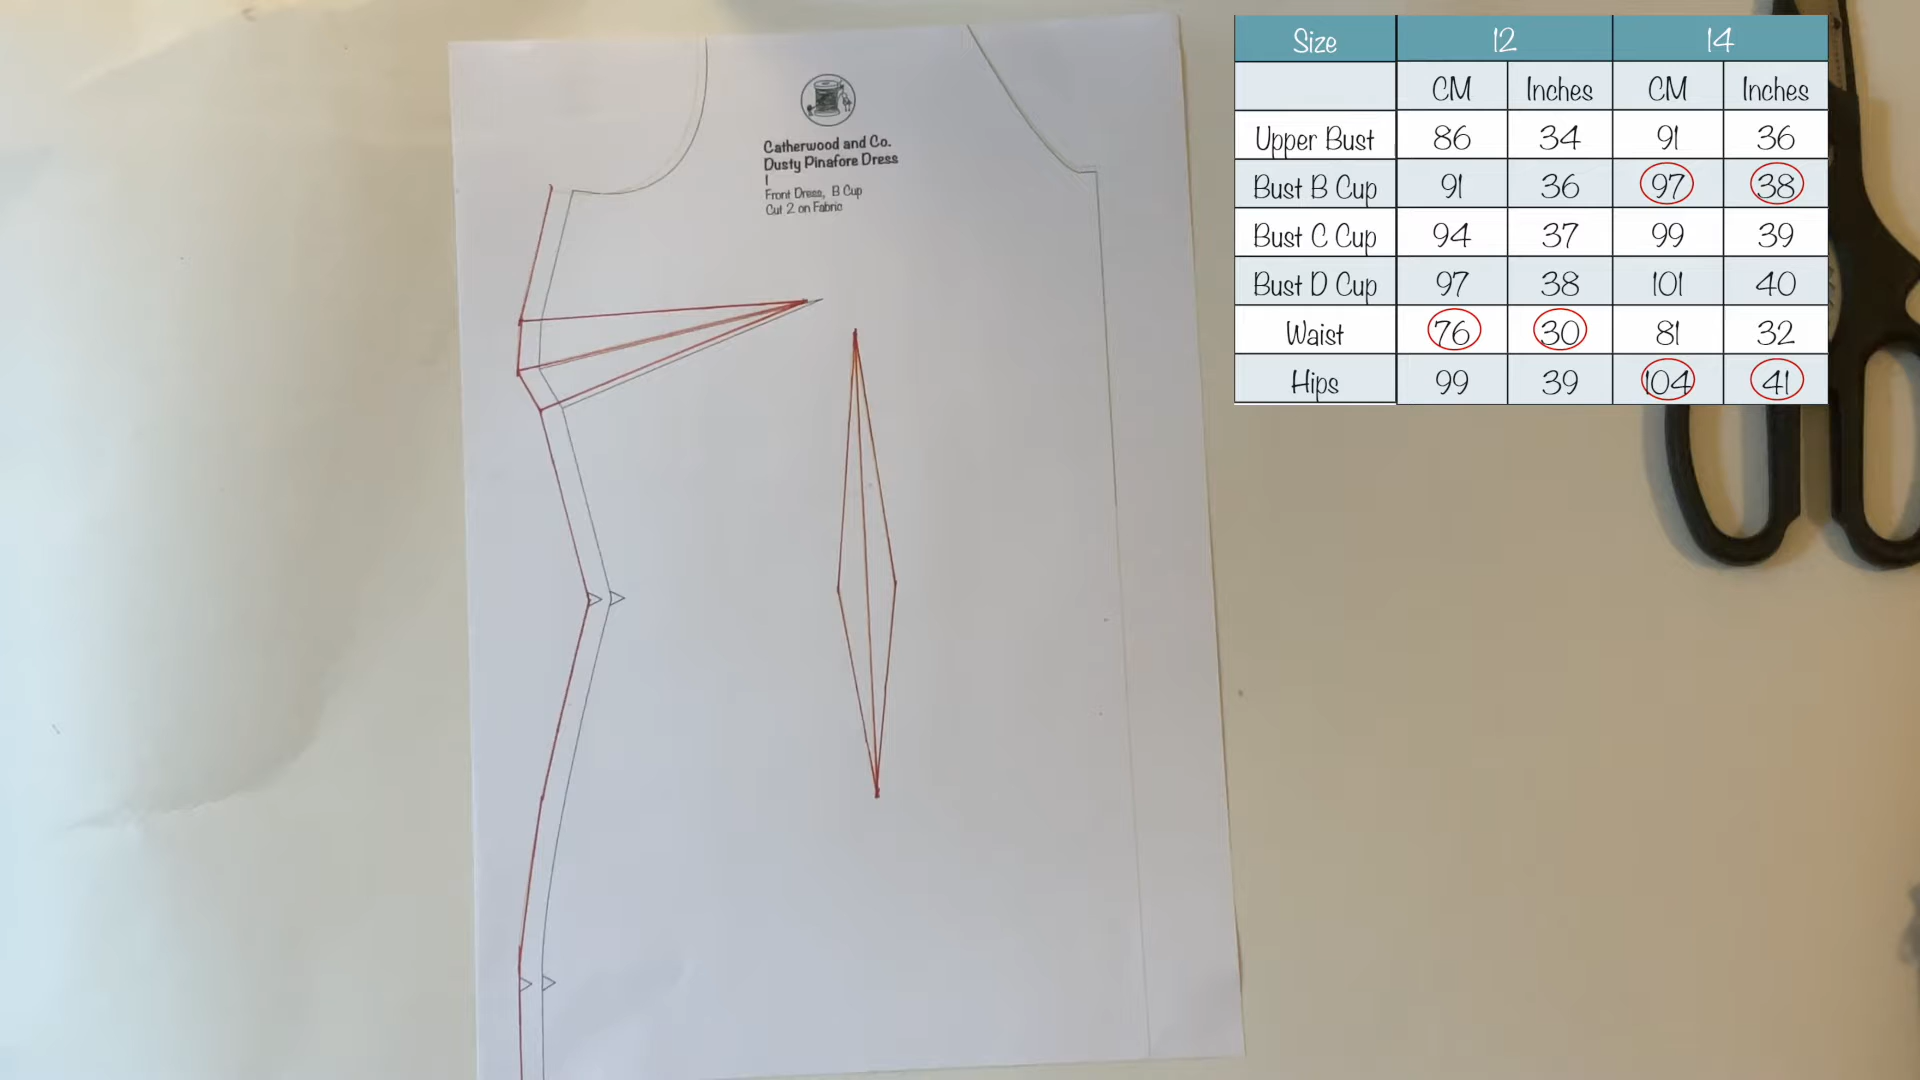 Catherwood and Co.
Dusty Pinafore Dress
1
Front Dress, B Cup
Cut 2 on Fabric
Size 12 14
CM Inches CM Inches
Upper Bust 86 34 91 36
Bust B Cup 91 36 97 38
Bust C Cup 94 37 99 39
Bust D Cup 97 38 101 40
Waist 76 30 81 32
Hips 99 39 104 41